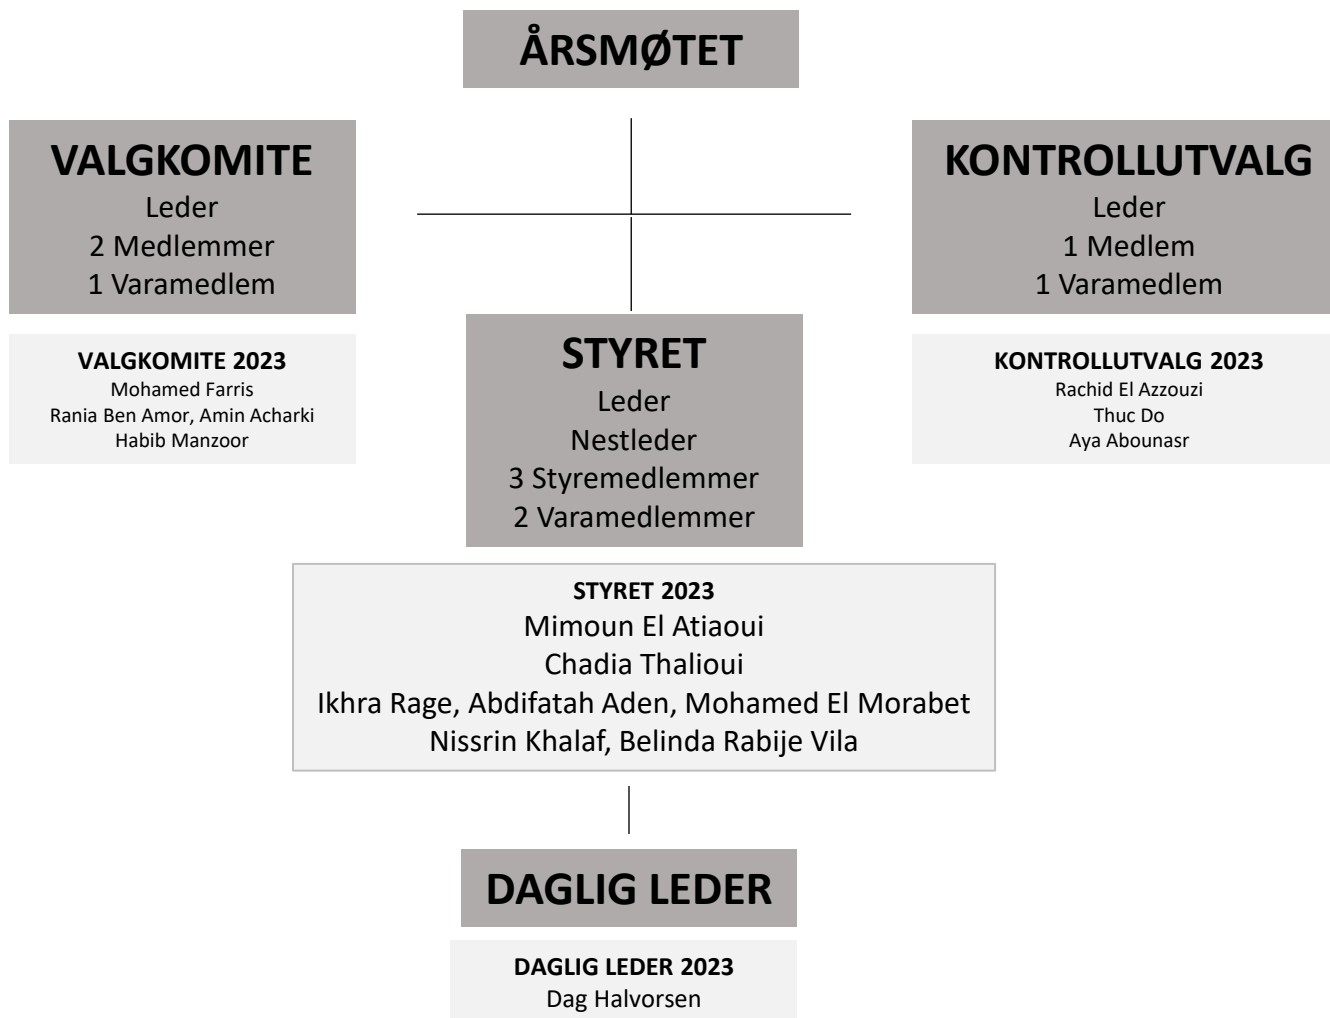 ÅRSMØTET
VALGKOMITE
Leder
2 Medlemmer
1 Varamedlem
VALGKOMITE 2023
Mohamed Farris
Rania Ben Amor, Amin Acharki
Habib Manzoor
KONTROLLUTVALG
Leder
1 Medlem
1 Varamedlem
KONTROLLUTVALG 2023
Rachid El Azzouzi
Thuc Do
Aya Abounasr
STYRET
Leder
Nestleder
3 Styremedlemmer
2 Varamedlemmer
STYRET 2023
Mimoun El Atiaoui
Chadia Thalioui
Ikhra Rage, Abdifatah Aden, Mohamed El Morabet
Nissrin Khalaf, Belinda Rabije Vila
DAGLIG LEDER
DAGLIG LEDER 2023
Dag Halvorsen